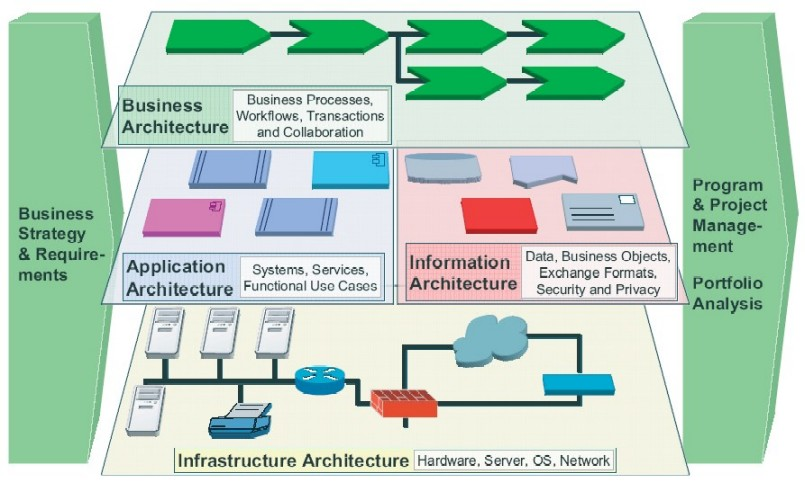 Business
Strategy
& Require-
ments
Business
Architecture
Business Processes,
Workflows, Transactions
and Collaboration
Application
Architecture
Systems, Services,
Functional Use Cases
Information
Architecture
Data, Business Objects,
Exchange Formats,
Security and Privacy
Infrastructure Architecture
Hardware, Server, OS, Network
Program
& Project
Manage-
ment
Portfolio
Analysis